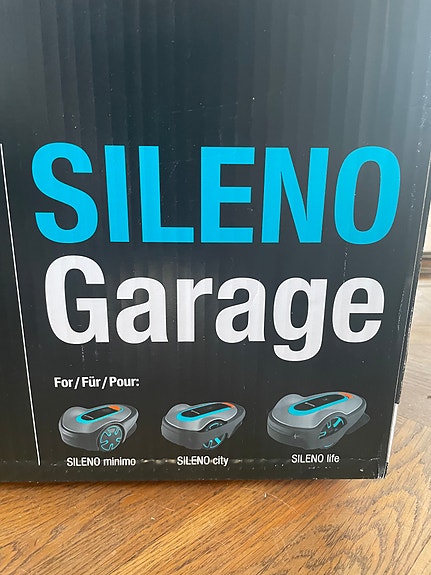 SILENO
Garage
For / Für / Pour:
SILENO minimo SILENO city SILENO life